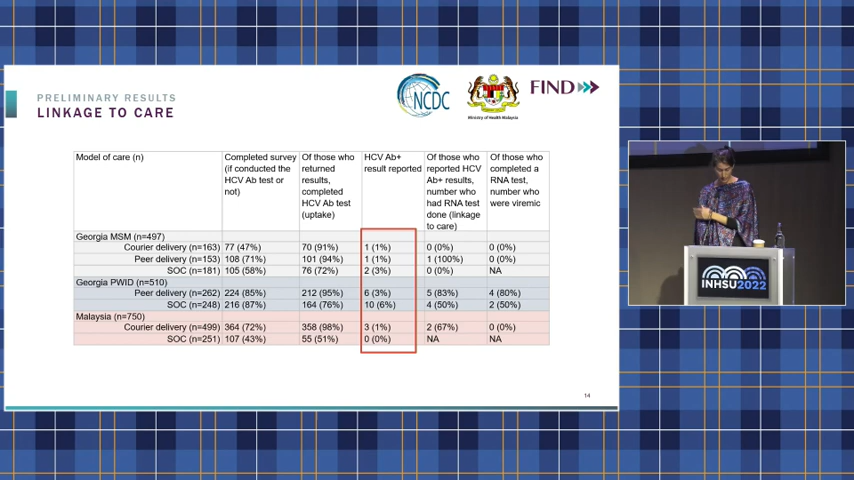 PRELIMINARY RESULTS
LINKAGE TO CARE
NCDC
Ministry of Health Malaysia
FIND
Model of care (n)
Completed survey (if conducted the HCV Ab test or not)
Of those who returned results, completed HCV Ab test (uptake)
HCV Ab+ result reported
Of those who reported HCV Ab+ results, number who had RNA test done (linkage to care)
Of those who completed a RNA test, number who were viremic
Georgia MSM (n=497)
Courier delivery (n=163) 77 (47%) 70 (91%) 1 (1%) 0 (0%) 0 (0%)
Peer delivery (n=153) 108 (71%) 101 (94%) 1 (1%) 1 (100%) 0 (0%)
SOC (n=181) 105 (58%) 76 (72%) 2 (3%) 0 (0%) NA
Georgia PWID (n=510)
Peer delivery (n=262) 224 (85%) 212 (95%) 6 (3%) 5 (83%) 4 (80%)
SOC (n=248) 216 (87%) 164 (76%) 10 (6%) 4 (50%) 2 (50%)
Malaysia (n=750)
Courier delivery (n=499) 364 (72%) 358 (98%) 3 (1%) 2 (67%) 0 (0%)
SOC (n=251) 107 (43%) 55 (51%) 0 (0%) NA NA
14
INHSU2022